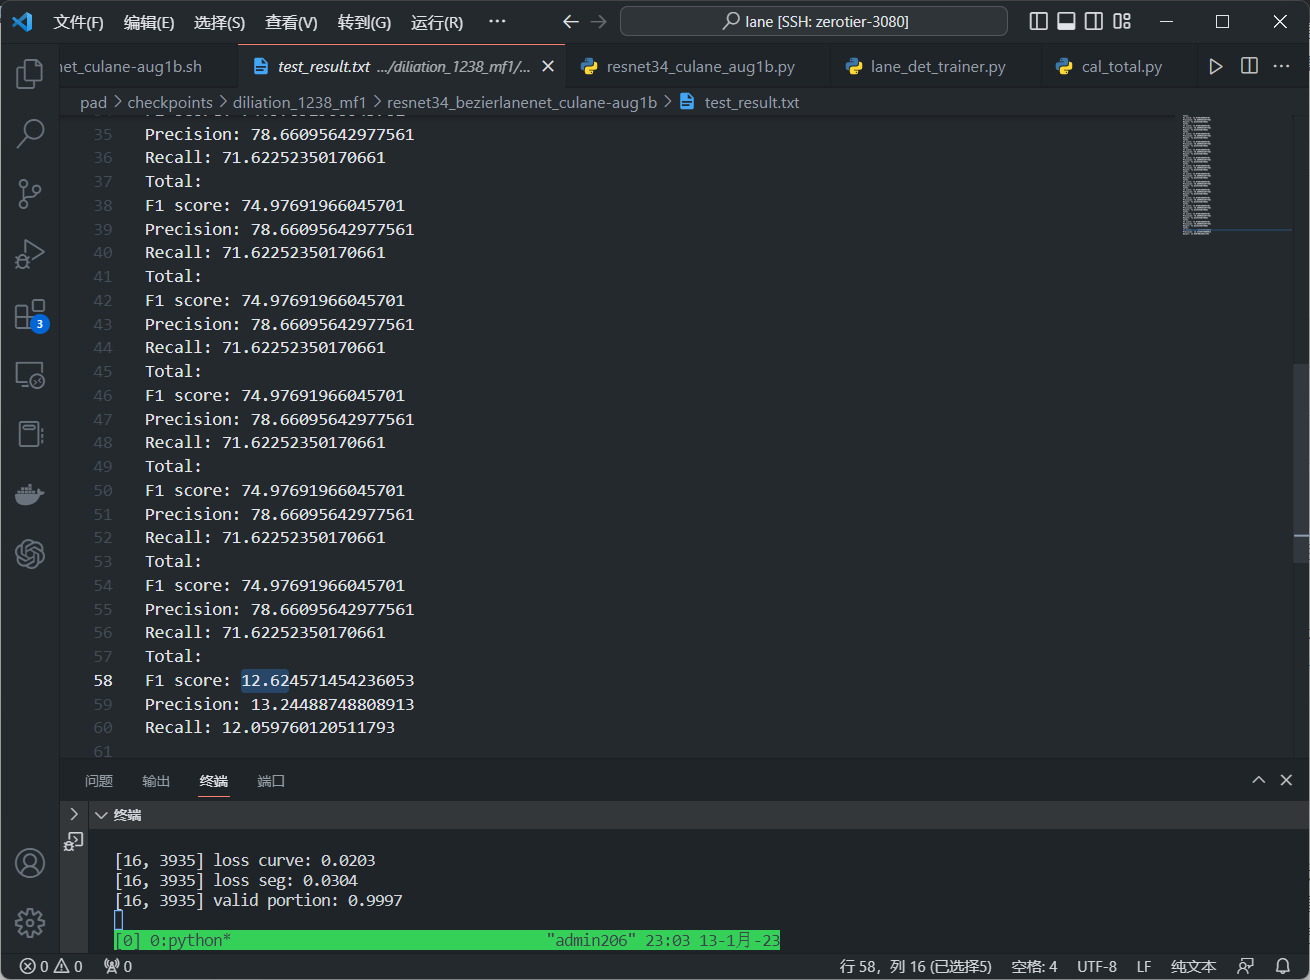 文件(F) 编辑(E) 选择(S) 查看(V) 转到(G) 运行(R) ··· lane [SSH: zerotier-3080]
net_culane-aug1b.sh test_result.txt .../diliation_1238_mf1/... resnet34_culane_aug1b.py lane_det_trainer.py cal_total.py
pad > checkpoints > diliation_1238_mf1 > resnet34_bezierlanenet_culane-aug1b > test_result.txt
35 Precision: 78.66095642977561
36 Recall: 71.62252350170661
37 Total:
38 F1 score: 74.97691966045701
39 Precision: 78.66095642977561
40 Recall: 71.62252350170661
41 Total:
42 F1 score: 74.97691966045701
43 Precision: 78.66095642977561
44 Recall: 71.62252350170661
45 Total:
46 F1 score: 74.97691966045701
47 Precision: 78.66095642977561
48 Recall: 71.62252350170661
49 Total:
50 F1 score: 74.97691966045701
51 Precision: 78.66095642977561
52 Recall: 71.62252350170661
53 Total:
54 F1 score: 74.97691966045701
55 Precision: 78.66095642977561
56 Recall: 71.62252350170661
57 Total:
58 F1 score: 12.624571454236053
59 Precision: 13.24488748808913
60 Recall: 12.059760120511793
61
3
问题 输出 终端 端口
终端
[16, 3935] loss curve: 0.0203
[16, 3935] loss seg: 0.0304
[16, 3935] valid portion: 0.9997
[0] 0:python* "admin206" 23:03 13-1月-23
0 0 0 行 58，列 16 (已选择5) 空格: 4 UTF-8 LF 纯文本